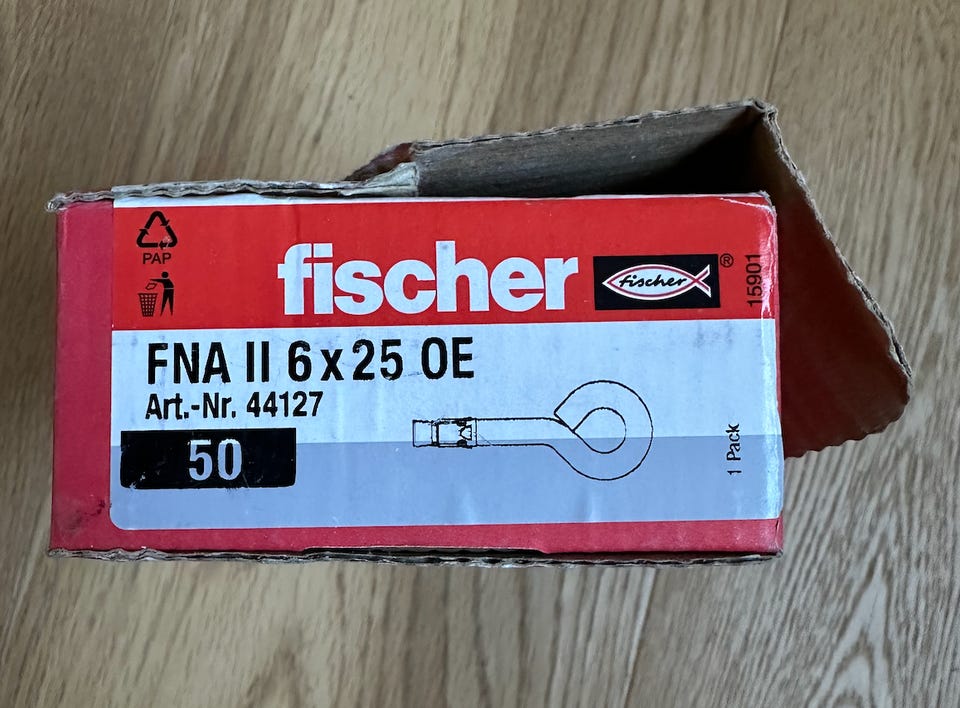 PAP
fischer
fischer
®
15901
FNA II 6 x 25 OE
Art.-Nr. 44127
50
1 Pack